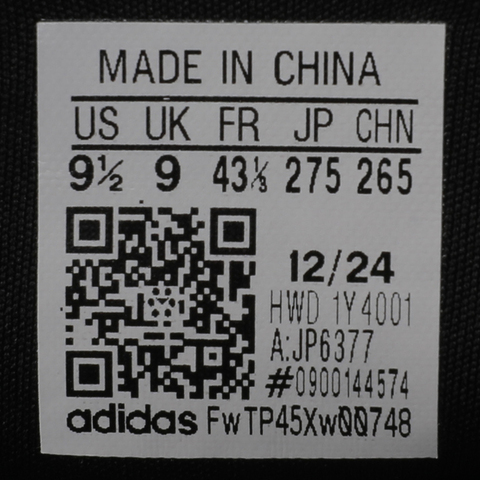 MADE IN CHINA
US UK FR JP CHN
9½ 9 43⅓ 275 265
12/24
HWD 1Y4001
A:JP6377
#0900144574
adidas FwTP45Xw00748